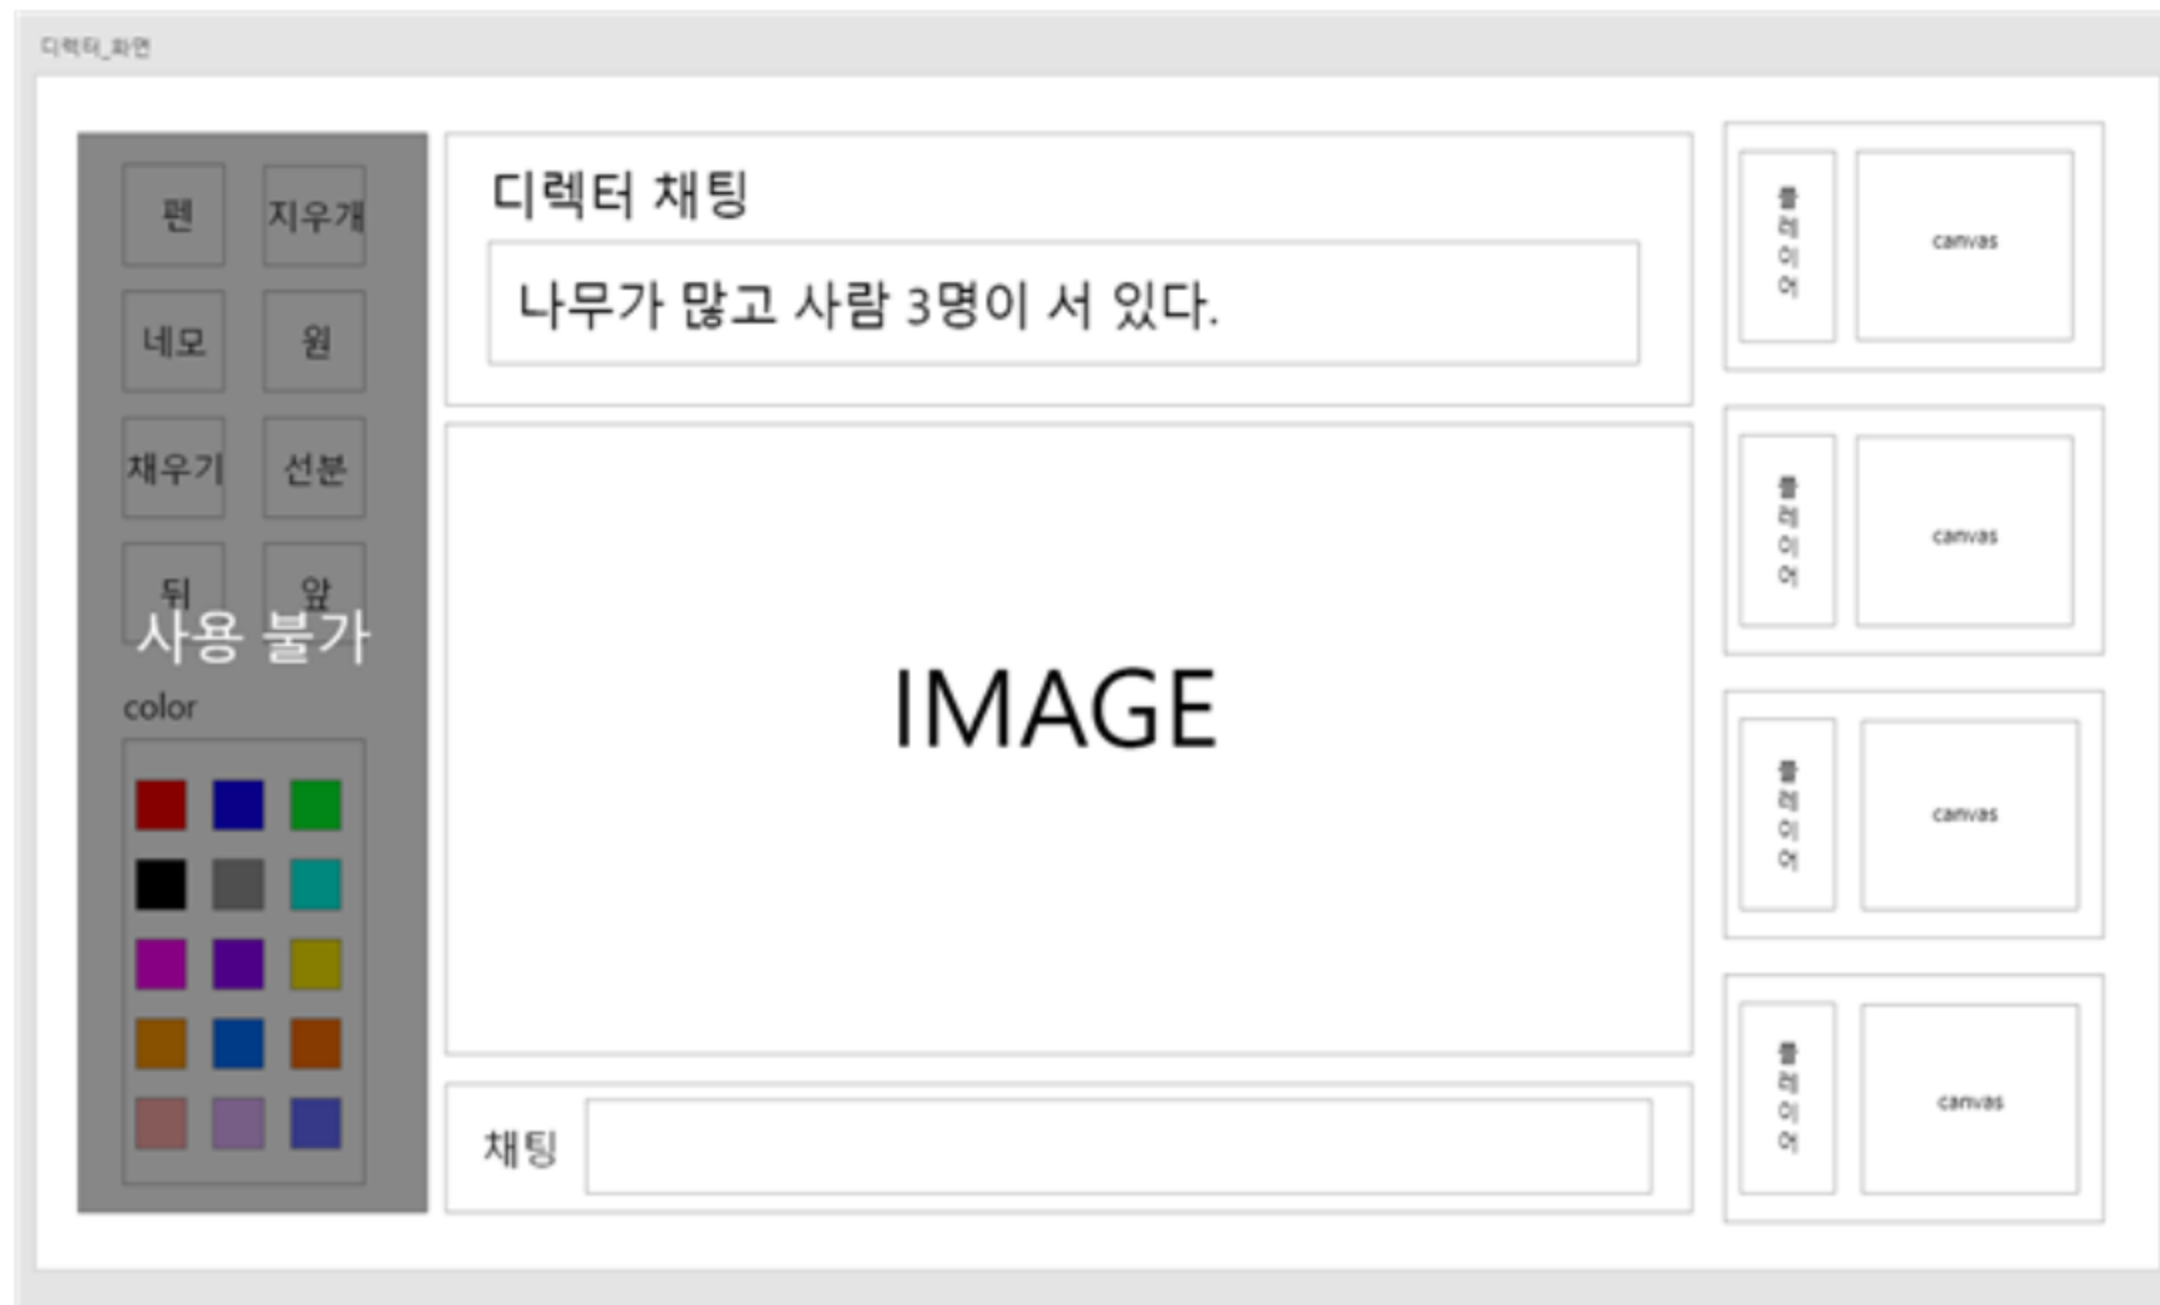 디렉터_화면
펜 지우개
네모 원
채우기 선분
뒤 앞
사용 불가
color
디렉터 채팅
나무가 많고 사람 3명이 서 있다.
IMAGE
채팅
플레이어
canvas
플레이어
canvas
플레이어
canvas
플레이어
canvas